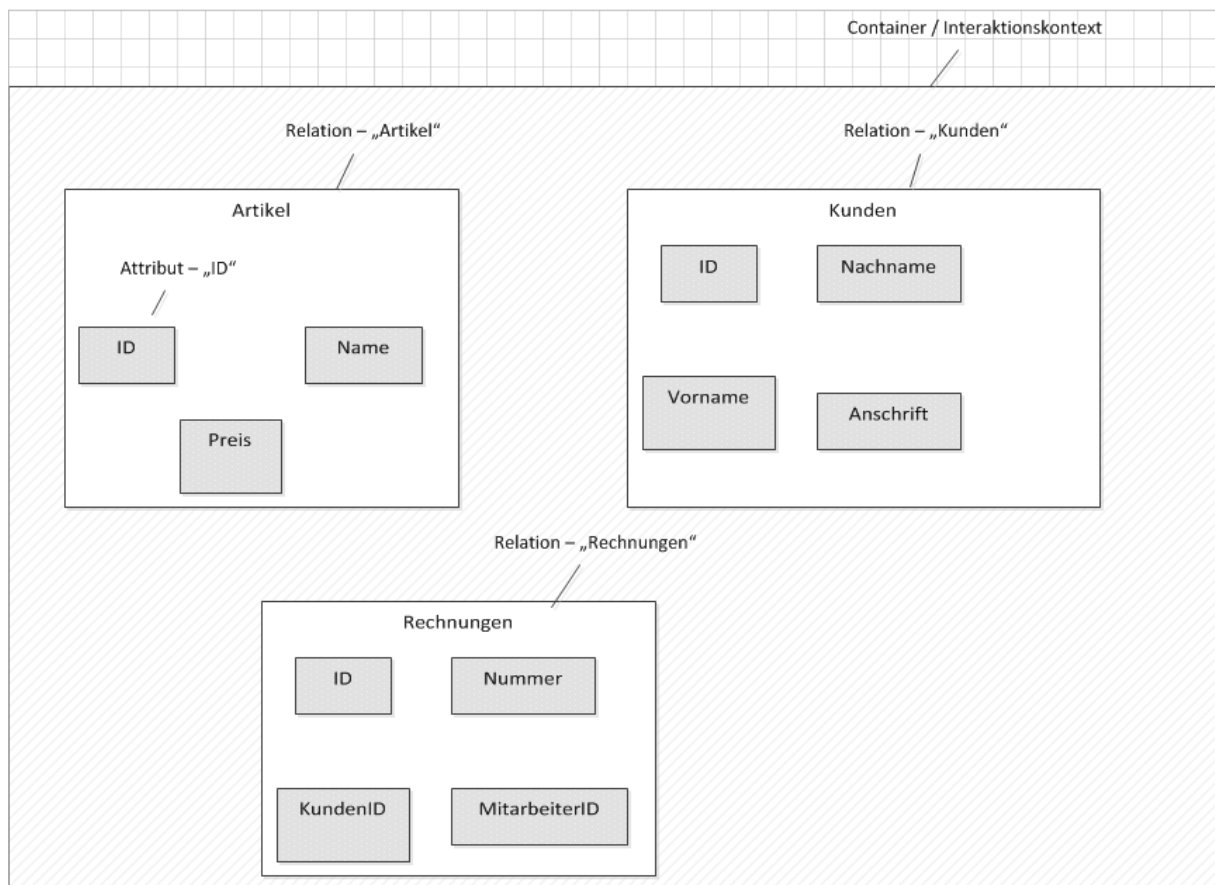 Container / Interaktionskontext
Relation – „Artikel“
Relation – „Kunden“
Artikel
Attribut – „ID“
ID
Name
Preis
Kunden
ID
Nachname
Vorname
Anschrift
Relation – „Rechnungen“
Rechnungen
ID
Nummer
KundenID
MitarbeiterID